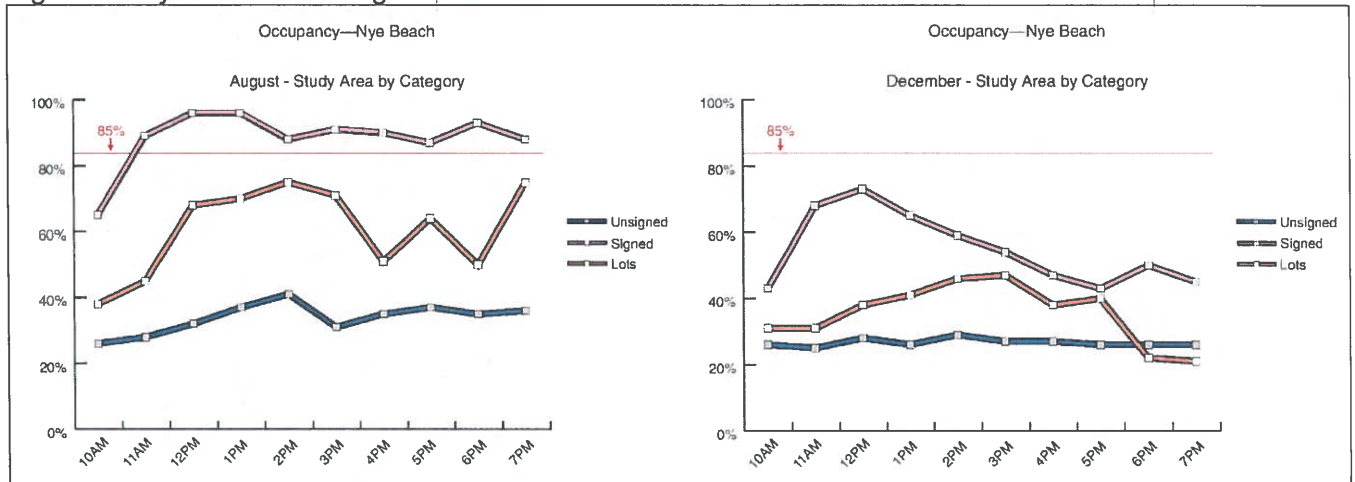 Occupancy—Nye Beach
August - Study Area by Category
100%
85%
80%
60%
40%
20%
0%
10AM
11AM
12PM
1PM
2PM
3PM
4PM
5PM
6PM
7PM
Unsigned
Signed
Lots
Occupancy—Nye Beach
December - Study Area by Category
100%
85%
80%
60%
40%
20%
0%
10AM
11AM
12PM
1PM
2PM
3PM
4PM
5PM
6PM
7PM
Unsigned
Signed
Lots